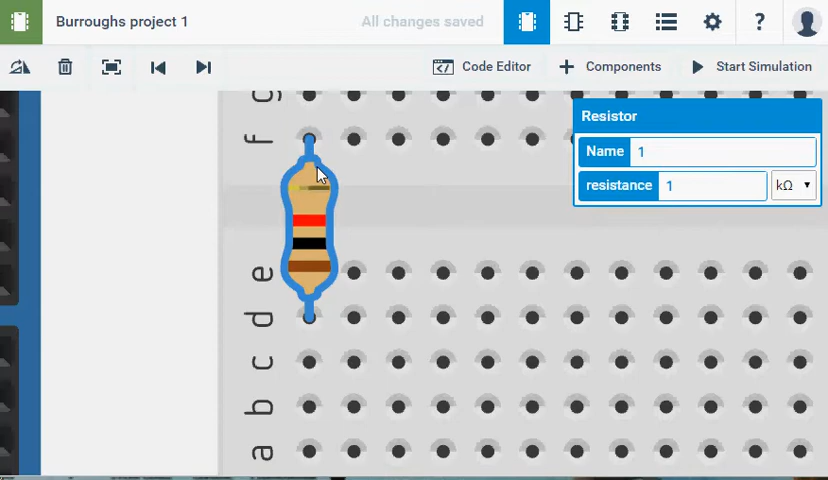 Burroughs project 1
All changes saved
?
Code Editor
+ Components
Start Simulation
Resistor
Name 1
resistance 1 kΩ
g
f
e
d
c
b
a